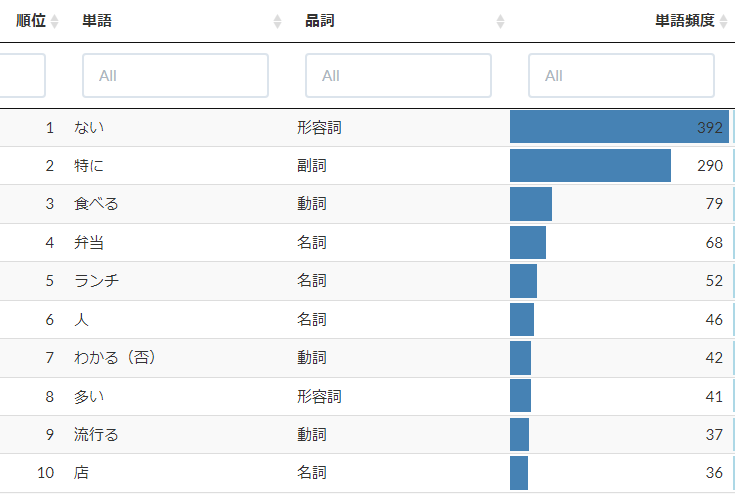 順位 単語 品詞 単語頻度
All All All
1 ない 形容詞 392
2 特に 副詞 290
3 食べる 動詞 79
4 弁当 名詞 68
5 ランチ 名詞 52
6 人 名詞 46
7 わかる（否） 動詞 42
8 多い 形容詞 41
9 流行る 動詞 37
10 店 名詞 36